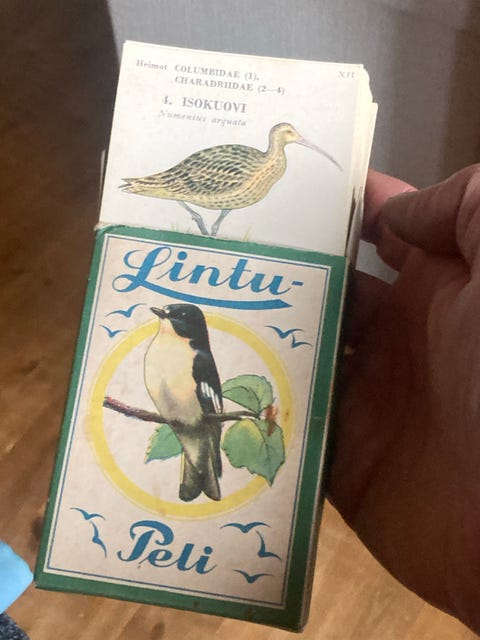 Heimot COLUMBIDAE (1),
CHARADRIIDAE (2—4)
XII
4. ISOKUOVI
Numenius arquata
Lintu-
Peli